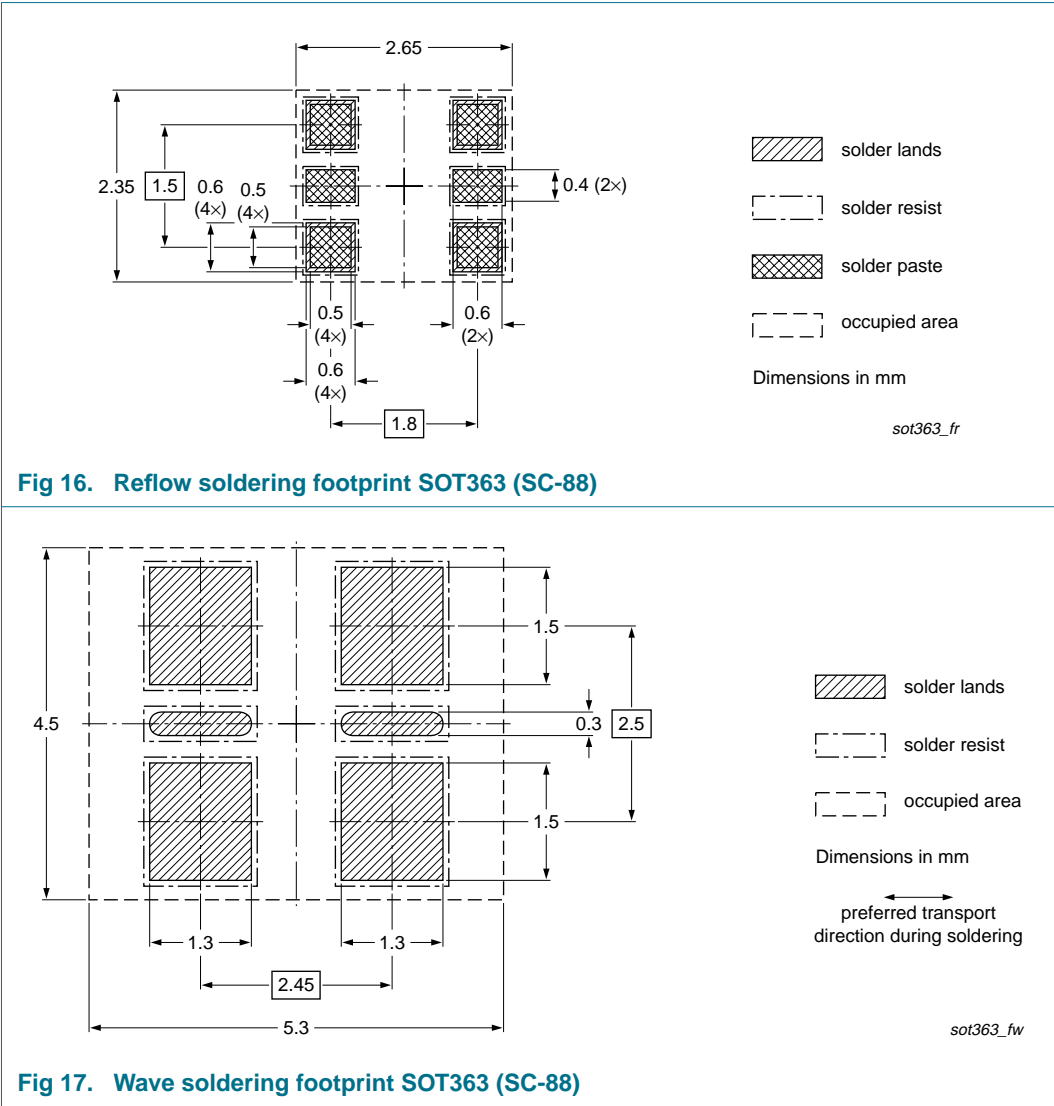 2.65
2.35
1.5
0.6
(4×)
0.5
(4×)
0.4 (2×)
0.5
(4×)
0.6
(2×)
0.6
(4×)
1.8
solder lands
solder resist
solder paste
occupied area
Dimensions in mm
sot363_fr
Fig 16. Reflow soldering footprint SOT363 (SC-88)
4.5
1.5
0.3
2.5
1.5
1.3
1.3
2.45
5.3
solder lands
solder resist
occupied area
Dimensions in mm
preferred transport
direction during soldering
sot363_fw
Fig 17. Wave soldering footprint SOT363 (SC-88)